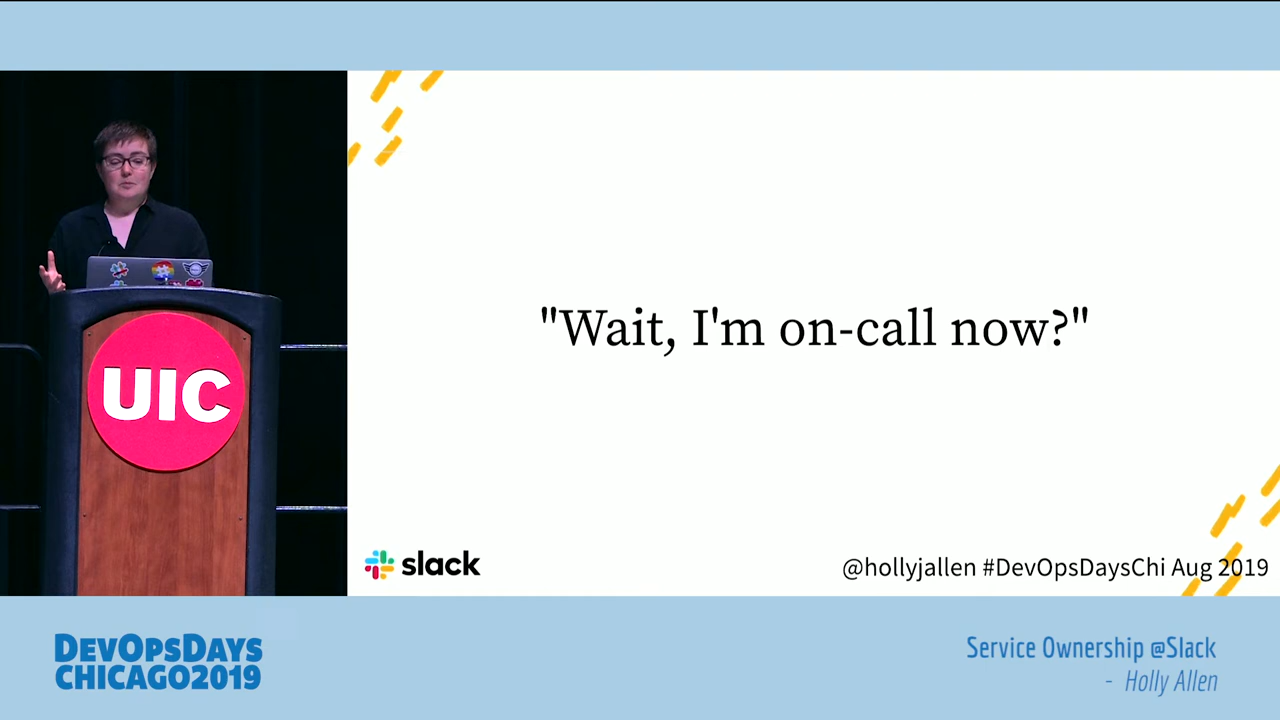 "Wait, I'm on-call now?"
UIC
slack
@hollyjallen #DevOpsDaysChi Aug 2019
DEVOPSDAYS
CHICAGO2019
Service Ownership @Slack
- Holly Allen